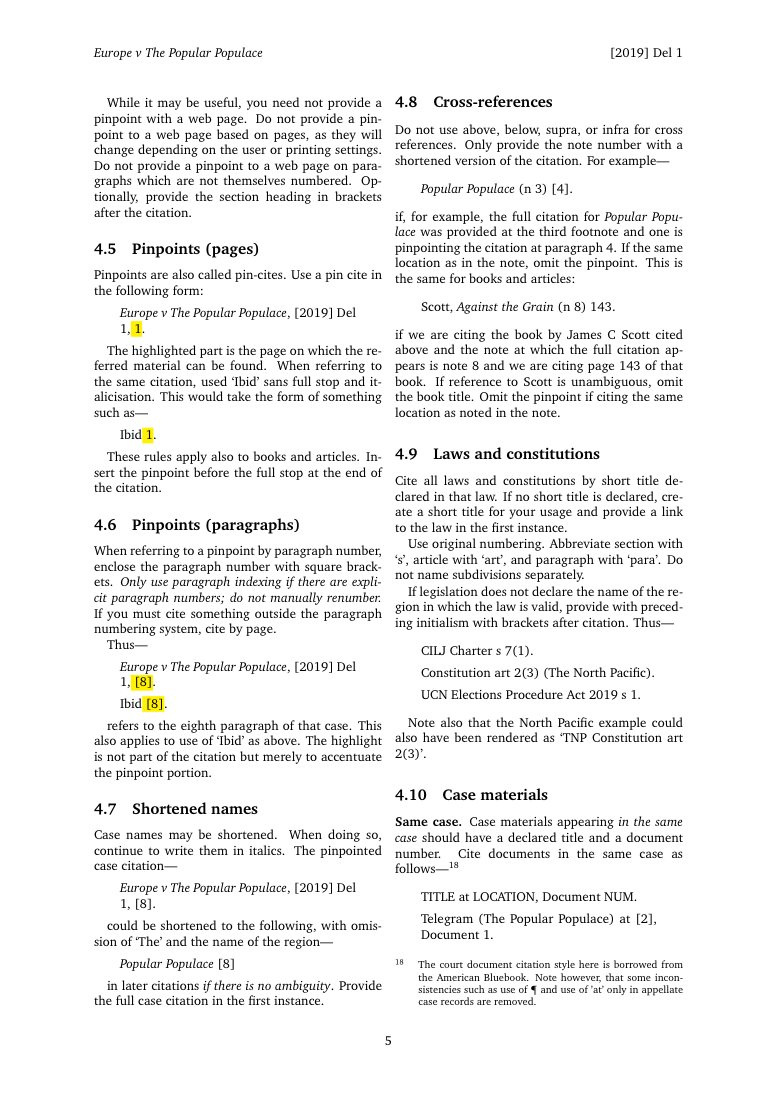 Europe v The Popular Populace
[2019] Del 1
While it may be useful, you need not provide a
pinpoint with a web page. Do not provide a pin-
point to a web page based on pages, as they will
change depending on the user or printing settings.
Do not provide a pinpoint to a web page on para-
graphs which are not themselves numbered. Op-
tionally, provide the section heading in brackets
after the citation.
4.5 Pinpoints (pages)
Pinpoints are also called pin-cites. Use a pin cite in
the following form:
Europe v The Popular Populace, [2019] Del
1, 1.
The highlighted part is the page on which the re-
ferred material can be found. When referring to
the same citation, used ‘Ibid’ sans full stop and it-
alicisation. This would take the form of something
such as—
Ibid 1.
These rules apply also to books and articles. In-
sert the pinpoint before the full stop at the end of
the citation.
4.6 Pinpoints (paragraphs)
When referring to a pinpoint by paragraph number,
enclose the paragraph number with square brack-
ets. Only use paragraph indexing if there are expli-
cit paragraph numbers; do not manually renumber.
If you must cite something outside the paragraph
numbering system, cite by page.
Thus—
Europe v The Popular Populace, [2019] Del
1, [8].
Ibid [8].
refers to the eighth paragraph of that case. This
also applies to use of ‘Ibid’ as above. The highlight
is not part of the citation but merely to accentuate
the pinpoint portion.
4.7 Shortened names
Case names may be shortened. When doing so,
continue to write them in italics. The pinpointed
case citation—
Europe v The Popular Populace, [2019] Del
1, [8].
could be shortened to the following, with omis-
sion of ‘The’ and the name of the region—
Popular Populace [8]
in later citations if there is no ambiguity. Provide
the full case citation in the first instance.
4.8 Cross-references
Do not use above, below, supra, or infra for cross
references. Only provide the note number with a
shortened version of the citation. For example—
Popular Populace (n 3) [4].
if, for example, the full citation for Popular Popu-
lace was provided at the third footnote and one is
pinpointing the citation at paragraph 4. If the same
location as in the note, omit the pinpoint. This is
the same for books and articles:
Scott, Against the Grain (n 8) 143.
if we are citing the book by James C Scott cited
above and the note at which the full citation ap-
pears is note 8 and we are citing page 143 of that
book. If reference to Scott is unambiguous, omit
the book title. Omit the pinpoint if citing the same
location as noted in the note.
4.9 Laws and constitutions
Cite all laws and constitutions by short title de-
clared in that law. If no short title is declared, cre-
ate a short title for your usage and provide a link
to the law in the first instance.
Use original numbering. Abbreviate section with
‘s’, article with ‘art’, and paragraph with ‘para’. Do
not name subdivisions separately.
If legislation does not declare the name of the re-
gion in which the law is valid, provide with preced-
ing initialism with brackets after citation. Thus—
CILJ Charter s 7(1).
Constitution art 2(3) (The North Pacific).
UCN Elections Procedure Act 2019 s 1.
Note also that the North Pacific example could
also have been rendered as ‘TNP Constitution art
2(3)’.
4.10 Case materials
Same case. Case materials appearing in the same
case should have a declared title and a document
number. Cite documents in the same case as
follows—18
TITLE at LOCATION, Document NUM.
Telegram (The Popular Populace) at [2],
Document 1.
18 The court document citation style here is borrowed from
the American Bluebook. Note however, that some incon-
sistencies such as use of ¶ and use of ’at’ only in appellate
case records are removed.
5